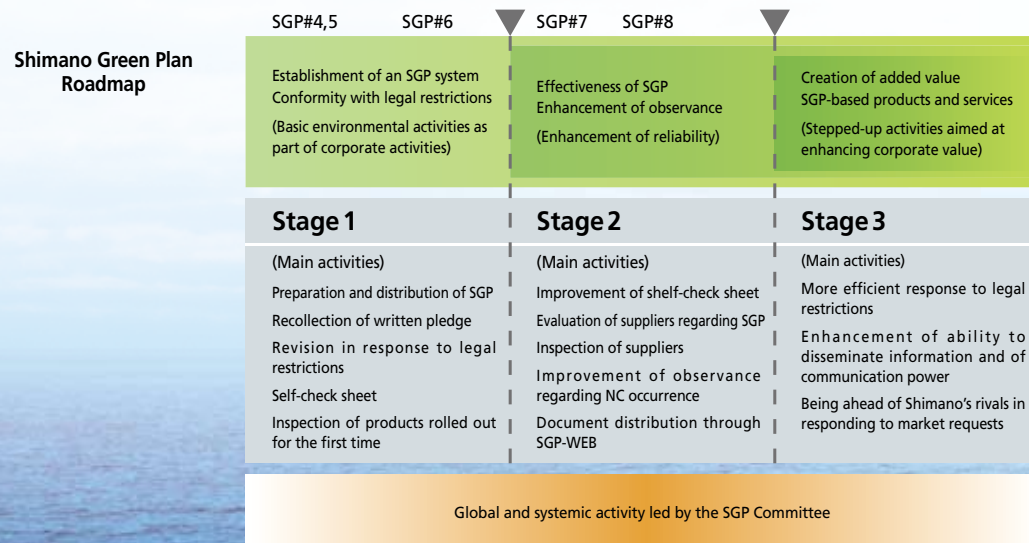 SGP#4,5 SGP#6 SGP#7 SGP#8
Shimano Green Plan
Roadmap
Establishment of an SGP system
Conformity with legal restrictions
(Basic environmental activities as
part of corporate activities)
Effectiveness of SGP
Enhancement of observance
(Enhancement of reliability)
Creation of added value
SGP-based products and services
(Stepped-up activities aimed at
enhancing corporate value)
Stage 1
(Main activities)
Preparation and distribution of SGP
Recollection of written pledge
Revision in response to legal
restrictions
Self-check sheet
Inspection of products rolled out
for the first time
Stage 2
(Main activities)
Improvement of shelf-check sheet
Evaluation of suppliers regarding SGP
Inspection of suppliers
Improvement of observance
regarding NC occurrence
Document distribution through
SGP-WEB
Stage 3
(Main activities)
More efficient response to legal
restrictions
Enhancement of ability to
disseminate information and of
communication power
Being ahead of Shimano's rivals in
responding to market requests
Global and systemic activity led by the SGP Committee